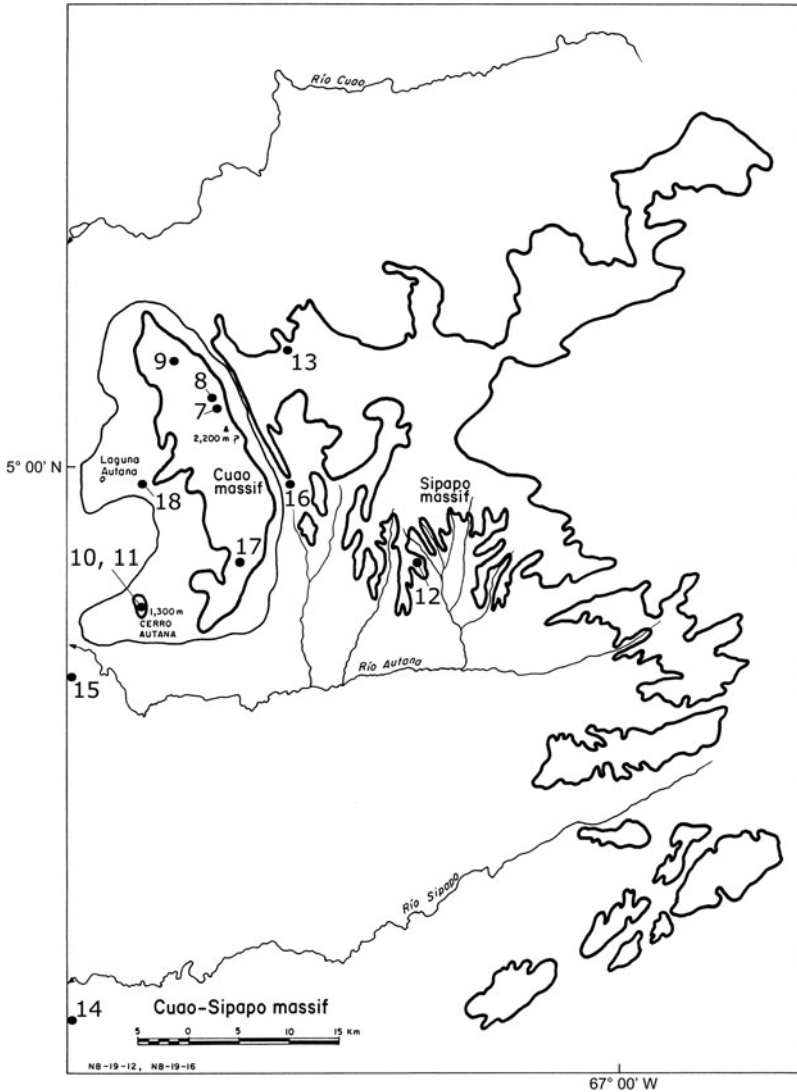 Río Cuao
13
9
8
7
2,200 m ?
5° 00' N
Laguna
Autana
Cuao
massif
18
16
Sipapo
massif
17
10, 11
12
1,300 m
CERRO
AUTANA
Río Autana
15
Río Sipapo
14
Cuao–Sipapo massif
5 0 5 10 15 Km
NB-19-12, NB-19-16
67° 00' W